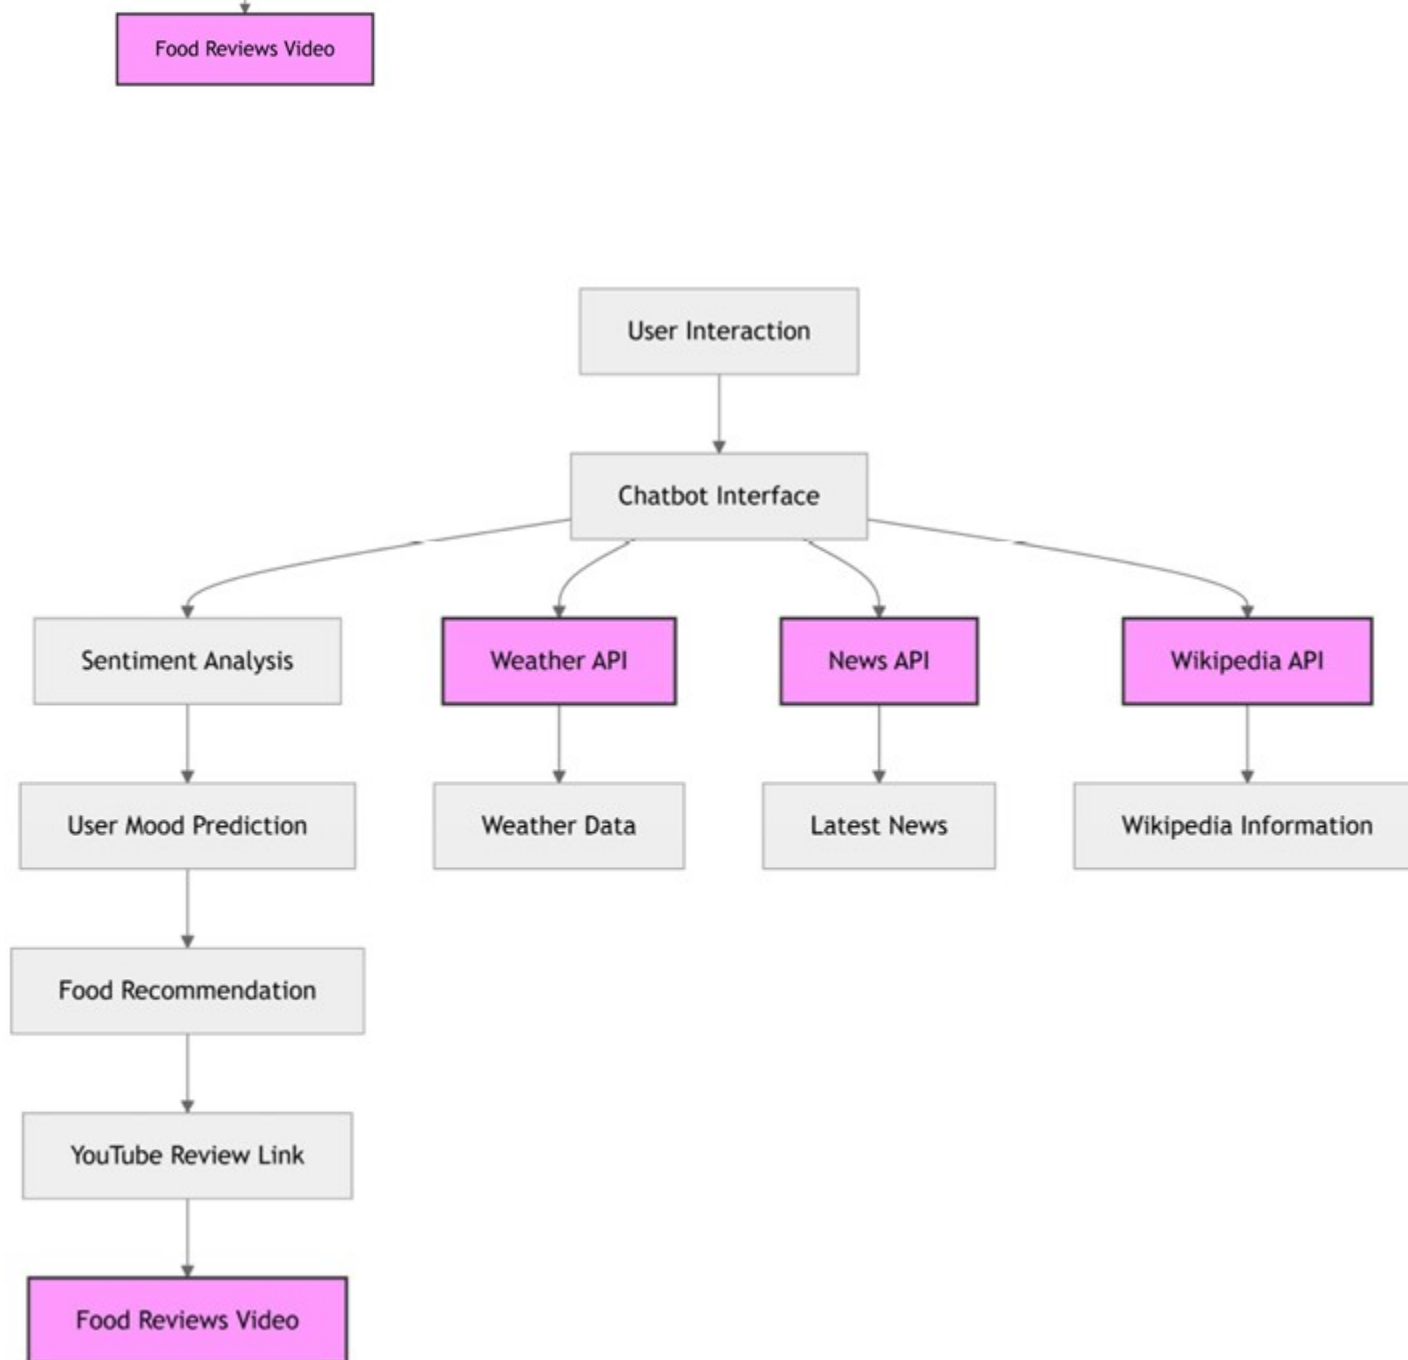 Food Reviews Video
User Interaction
Chatbot Interface
Sentiment Analysis
Weather API
News API
Wikipedia API
User Mood Prediction
Weather Data
Latest News
Wikipedia Information
Food Recommendation
YouTube Review Link
Food Reviews Video